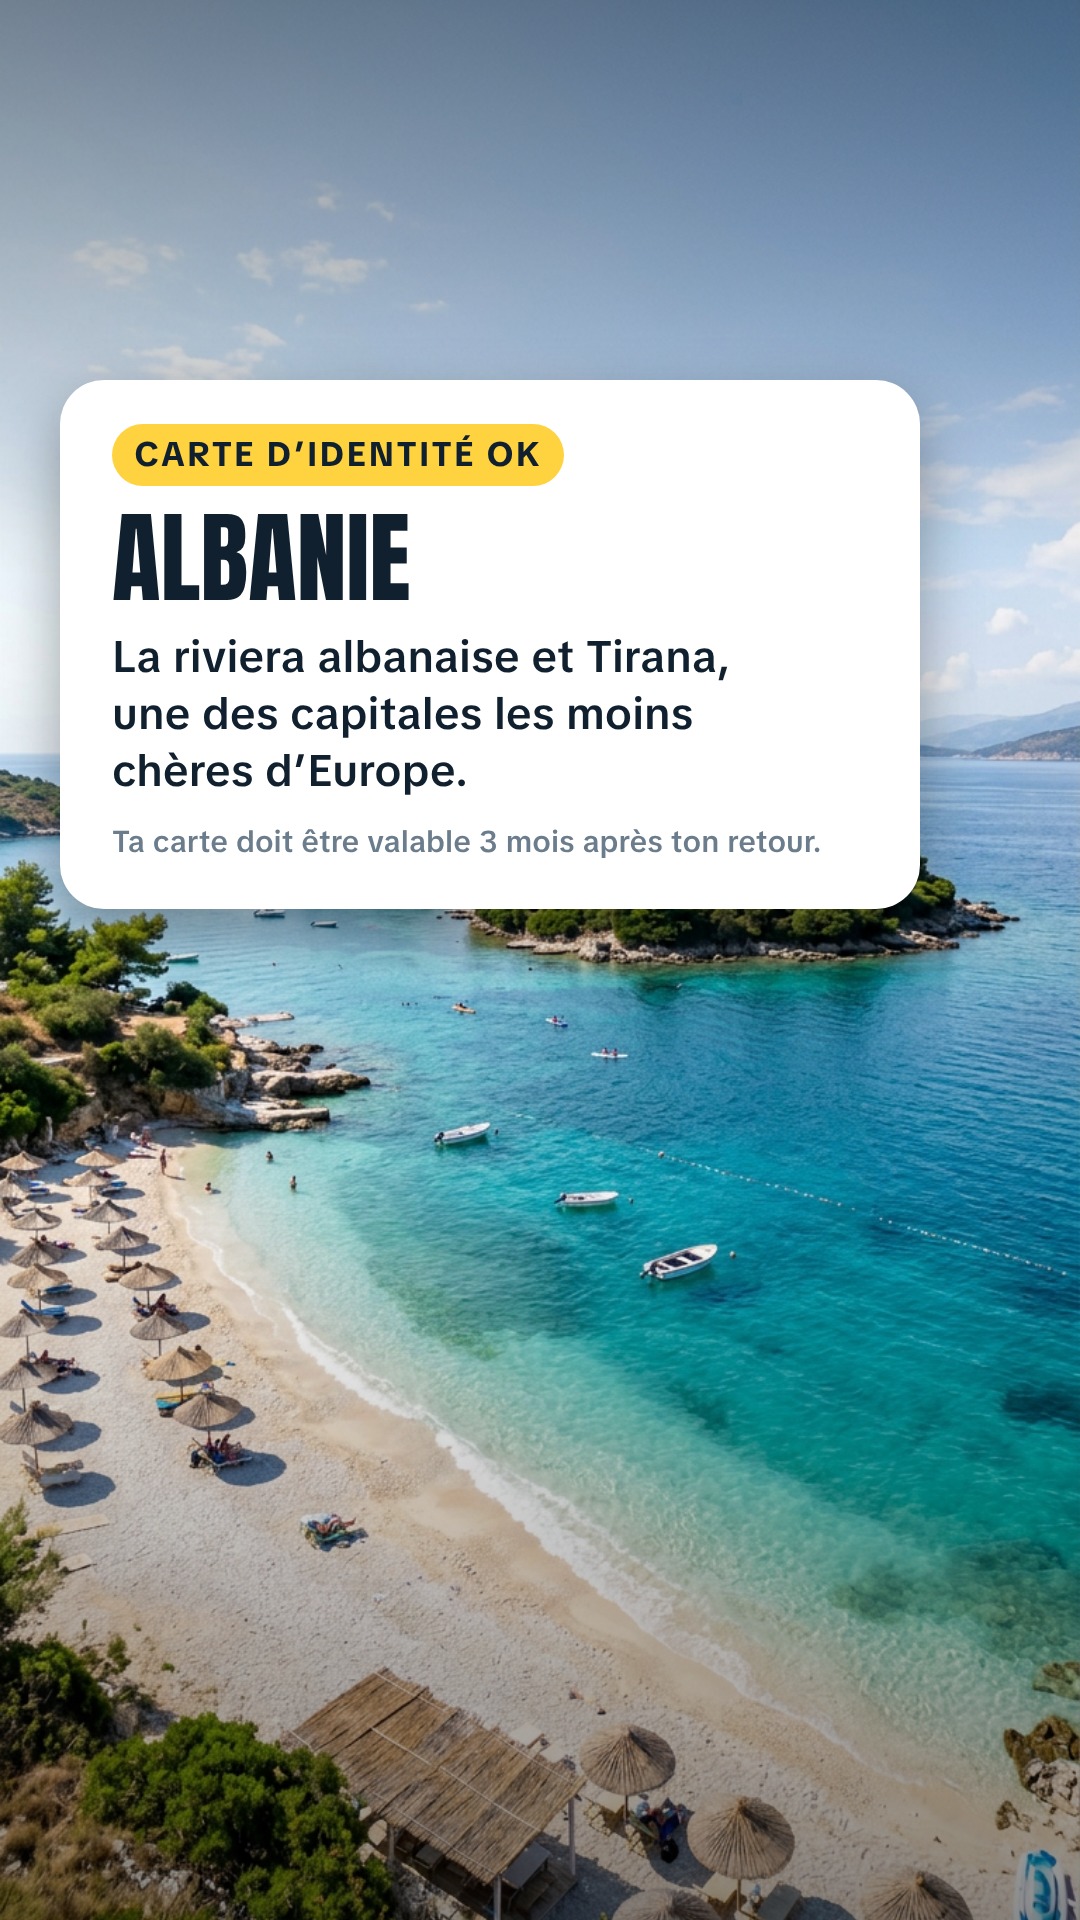 CARTE D’IDENTITÉ OK
ALBANIE
La riviera albanaise et Tirana,
une des capitales les moins
chères d’Europe.
Ta carte doit être valable 3 mois après ton retour.